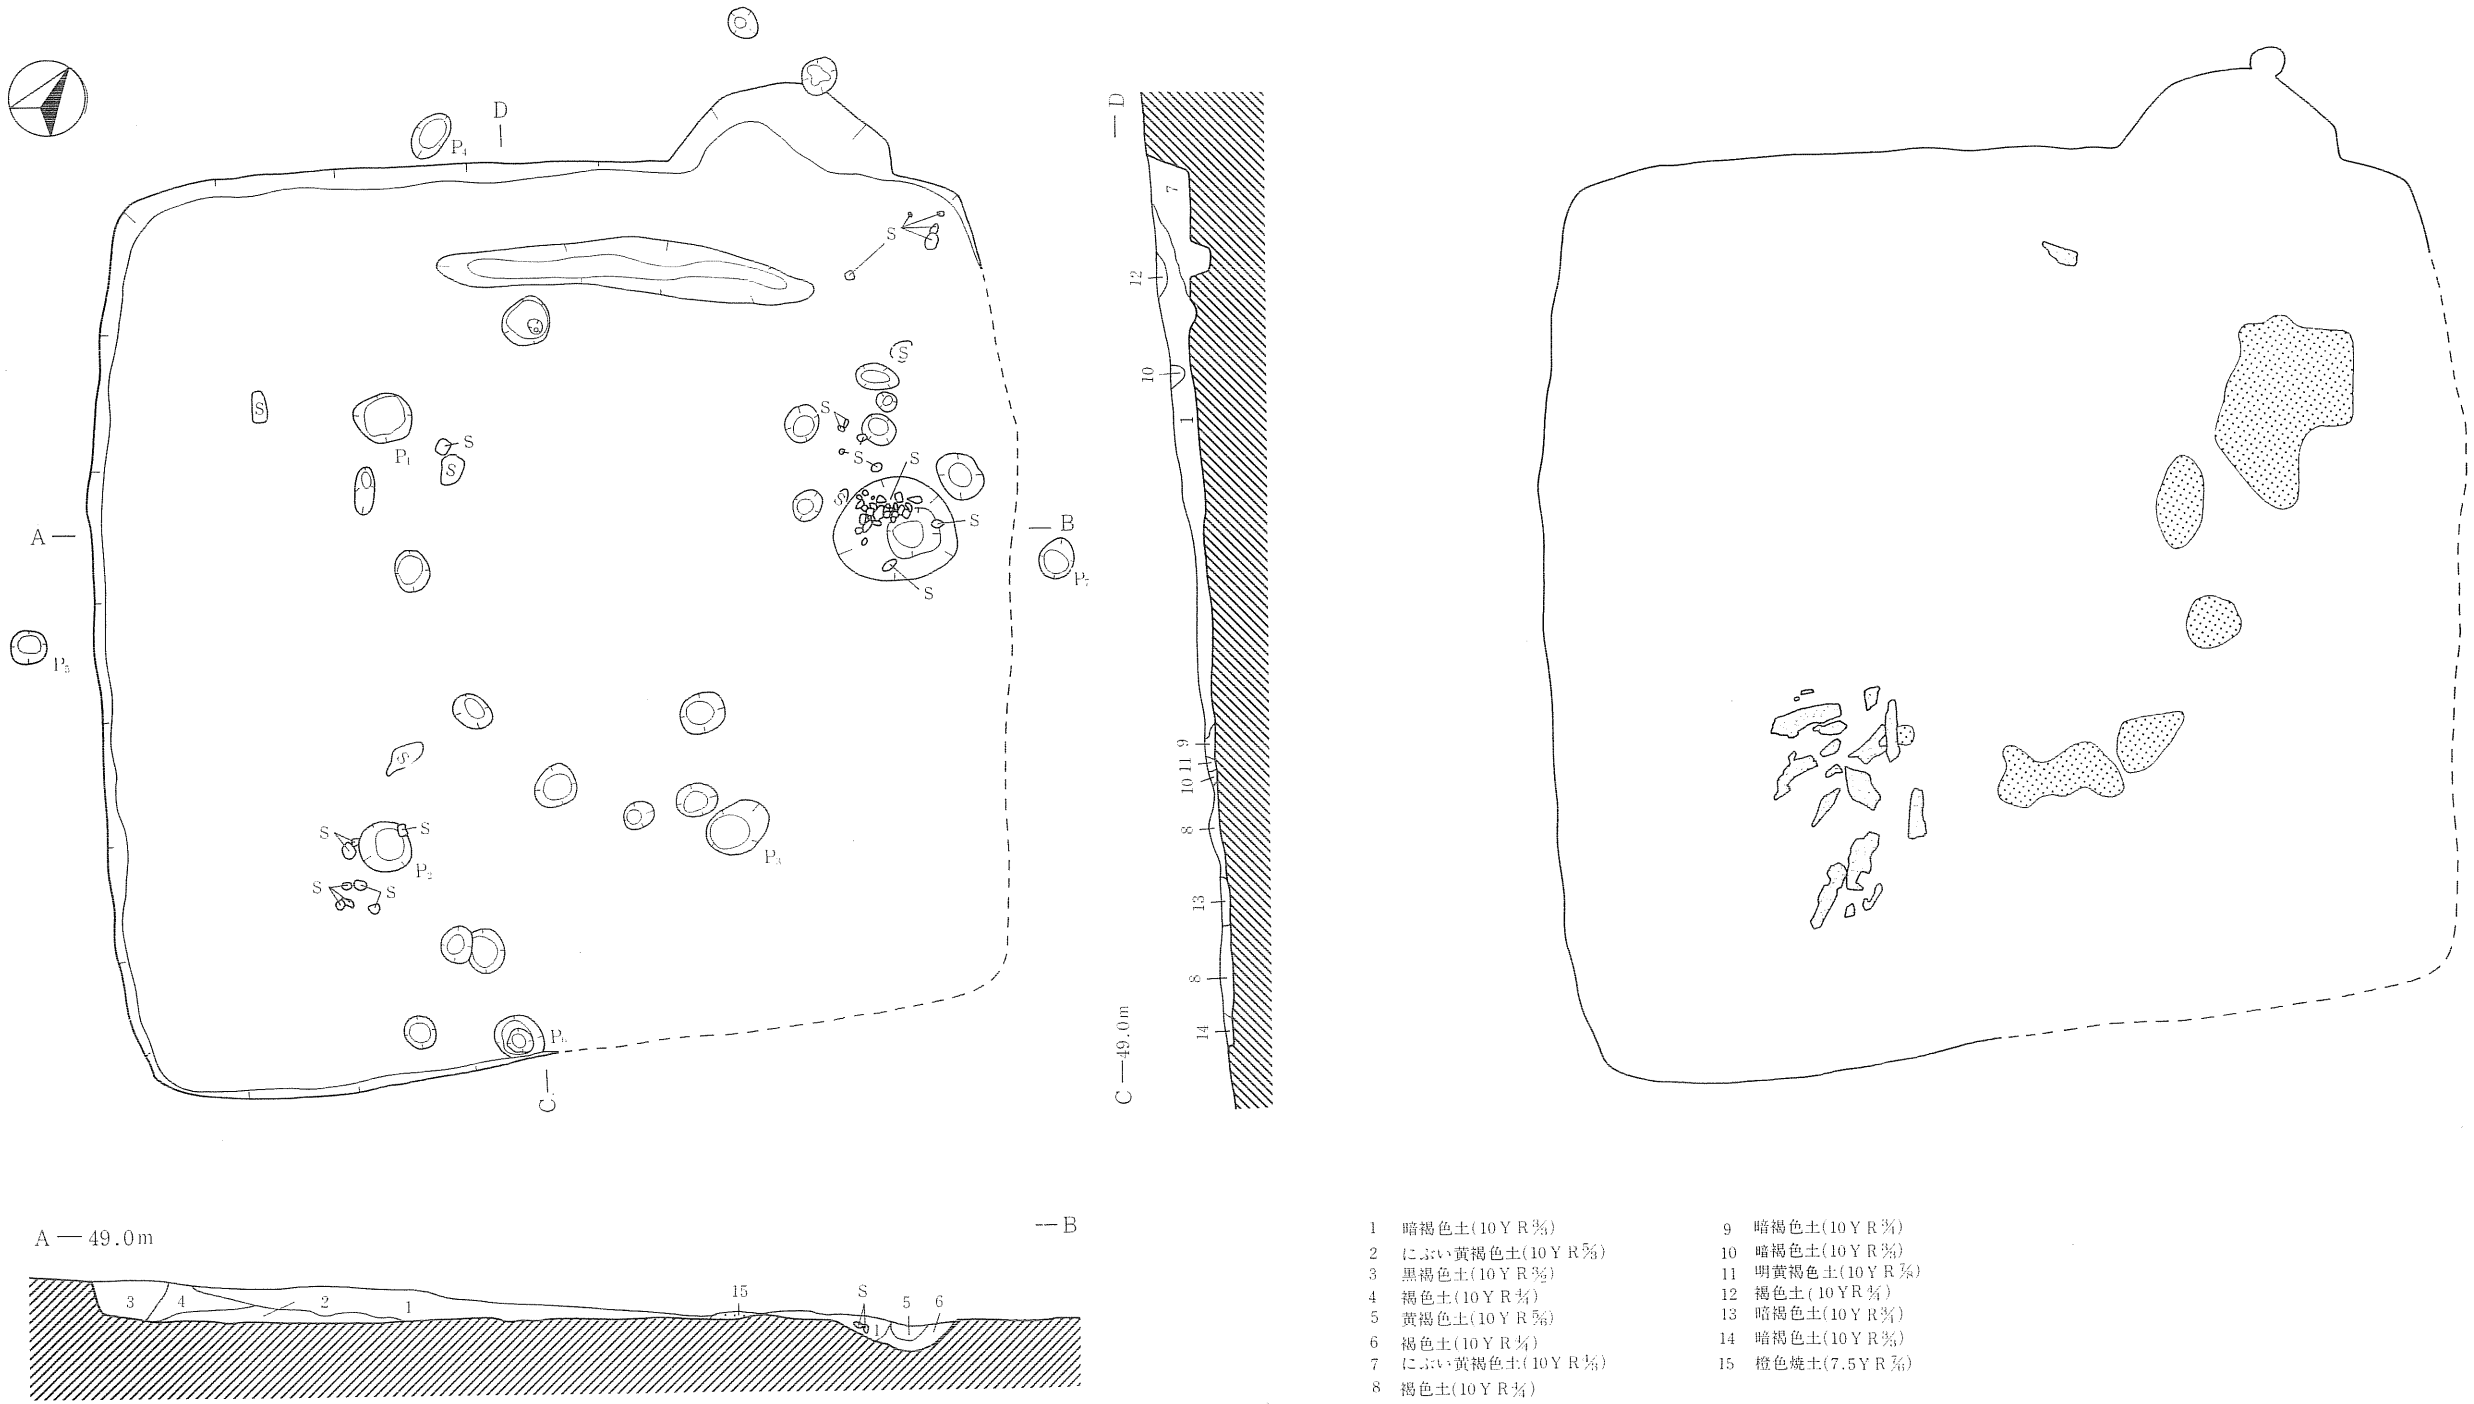 D
P₄
S
S
S
P₁
S
S
S
S
S
S
S
S
S
A
B
P₇
P₅
S
S
S
P₂
P₃
S
S
P₆
C
D
7
12
10
1
9
11
10
8
13
8
14
C — 49.0m
A — 49.0m
B
3
4
2
1
15
S
1
5
6
1 暗褐色土(10YR3/3)
2 にぶい黄褐色土(10YR5/3)
3 黒褐色土(10YR3/2)
4 褐色土(10YR4/4)
5 黄褐色土(10YR5/6)
6 褐色土(10YR4/4)
7 にぶい黄褐色土(10YR)
8 褐色土(10YR4/4)
9 暗褐色土(10YR3/4)
10 暗褐色土(10YR3/3)
11 明黄褐色土(10YR7/6)
12 褐色土(10YR4/4)
13 暗褐色土(10YR3/4)
14 暗褐色土(10YR3/3)
15 橙色焼土(7.5YR7/6)